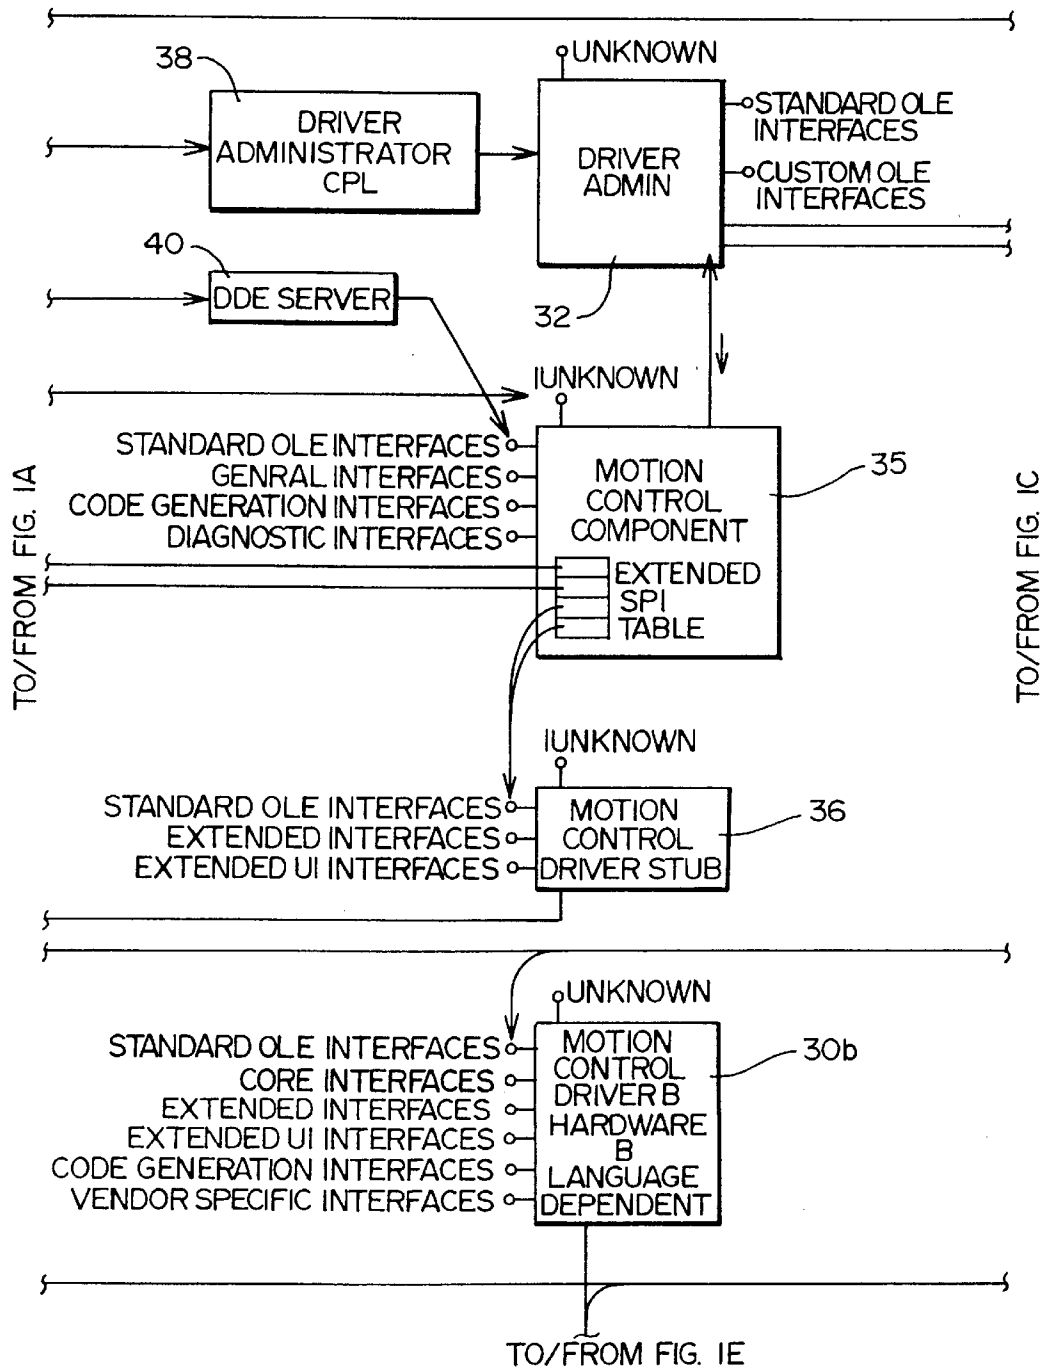 38
DRIVER
ADMINISTRATOR
CPL
UNKNOWN
DRIVER
ADMIN
STANDARD OLE
INTERFACES
CUSTOM OLE
INTERFACES
40
DDE SERVER
32
IUNKNOWN
STANDARD OLE INTERFACES
GENRAL INTERFACES
CODE GENERATION INTERFACES
DIAGNOSTIC INTERFACES
MOTION
CONTROL
COMPONENT
EXTENDED
SPI
TABLE
35
TO/FROM FIG. 1A
TO/FROM FIG. 1C
IUNKNOWN
STANDARD OLE INTERFACES
EXTENDED INTERFACES
EXTENDED UI INTERFACES
MOTION
CONTROL
DRIVER STUB
36
UNKNOWN
STANDARD OLE INTERFACES
CORE INTERFACES
EXTENDED INTERFACES
EXTENDED UI INTERFACES
CODE GENERATION INTERFACES
VENDOR SPECIFIC INTERFACES
MOTION
CONTROL
DRIVER B
HARDWARE
B
LANGUAGE
DEPENDENT
30b
TO/FROM FIG. 1E